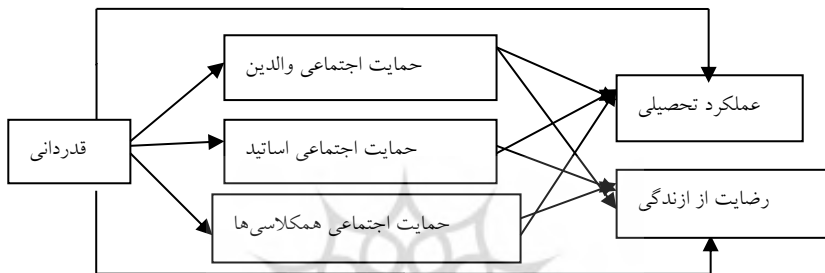 حمایت اجتماعی والدین
عملکرد تحصیلی
قدردانی
حمایت اجتماعی اساتید
رضایت از ازندگی
حمایت اجتماعی همکلاسی‌ها